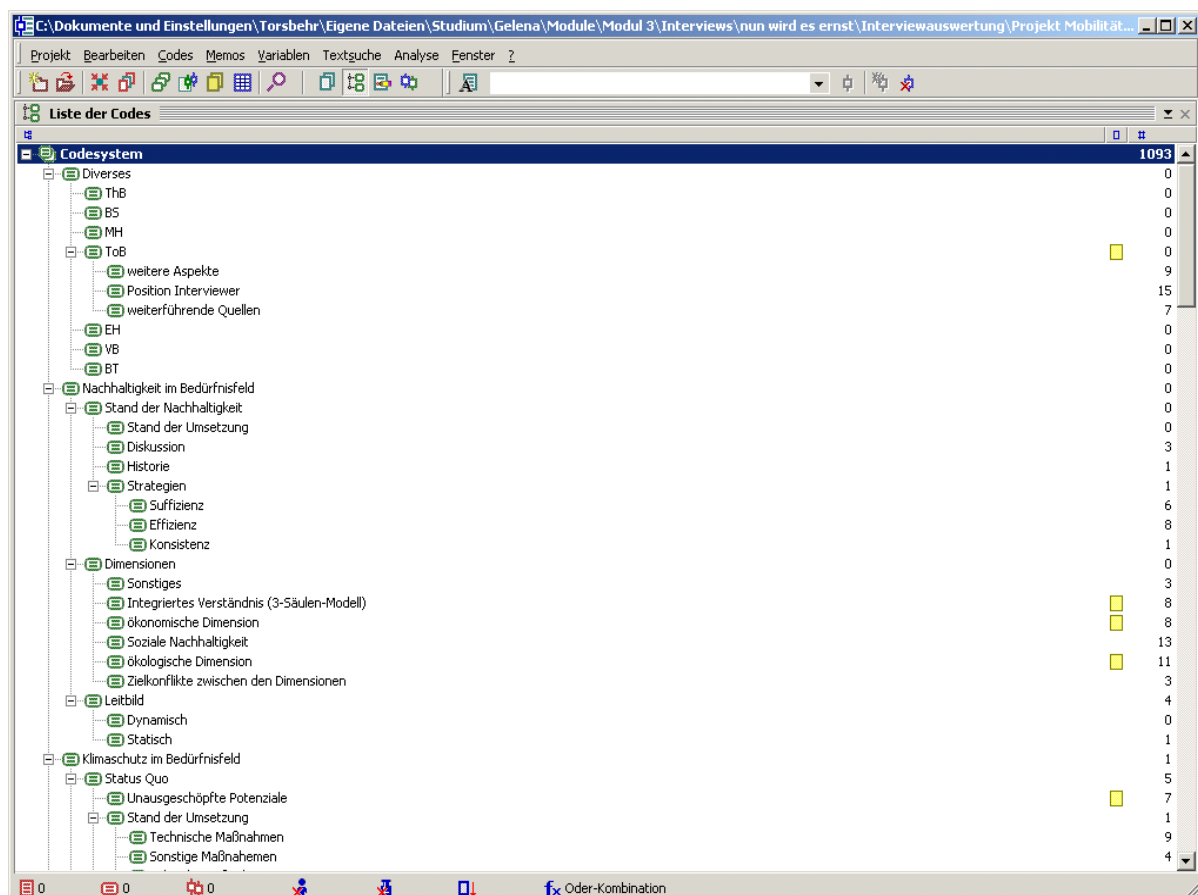 C:\Dokumente und Einstellungen\Torsbehr\Eigene Dateien\Studium\Gelena\Module\Modul 3\Interviews\nun wird es ernst\Interviewauswertung\Projekt Mobilität...
Projekt Bearbeiten Codes Memos Variablen Textsuche Analyse Fenster ?
Liste der Codes
#
Codesystem 1093
Diverses 0
ThB 0
BS 0
MH 0
ToB 0
weitere Aspekte 9
Position Interviewer 15
weiterführende Quellen 7
EH 0
VB 0
BT 0
Nachhaltigkeit im Bedürfnisfeld 0
Stand der Nachhaltigkeit 0
Stand der Umsetzung 0
Diskussion 3
Historie 1
Strategien 1
Suffizienz 6
Effizienz 8
Konsistenz 1
Dimensionen 0
Sonstiges 3
Integriertes Verständnis (3-Säulen-Modell) 8
ökonomische Dimension 8
Soziale Nachhaltigkeit 13
ökologische Dimension 11
Zielkonflikte zwischen den Dimensionen 3
Leitbild 4
Dynamisch 0
Statisch 1
Klimaschutz im Bedürfnisfeld 1
Status Quo 5
Unausgeschöpfte Potenziale 7
Stand der Umsetzung 1
Technische Maßnahmen 9
Sonstige Maßnahemen 4
0 0 0 fx Oder-Kombination